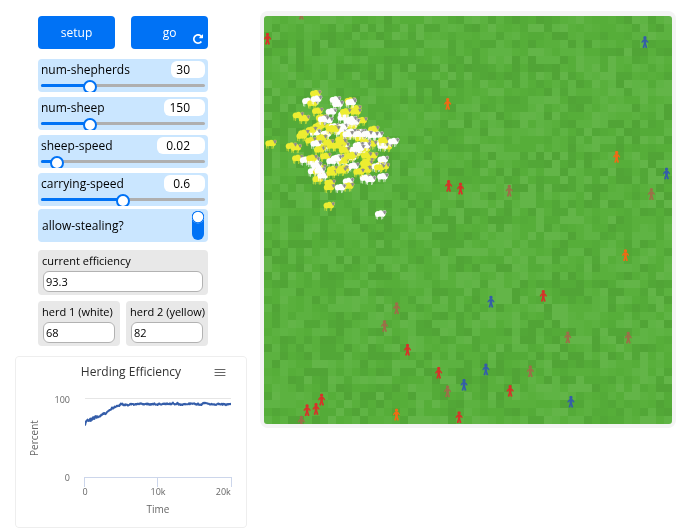 setup
go
num-shepherds 30
num-sheep 150
sheep-speed 0.02
carrying-speed 0.6
allow-stealing?
current efficiency
93.3
herd 1 (white) herd 2 (yellow)
68 82
Herding Efficiency
100
Percent
0
0 10k 20k
Time